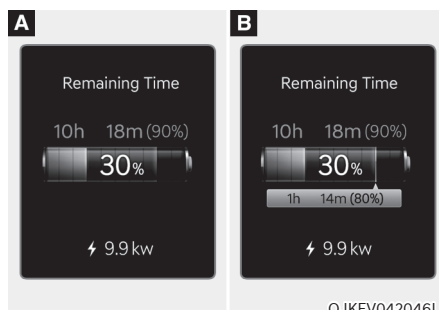 A
Remaining Time
10h 18m (90%)
30%
9.9 kw
B
Remaining Time
10h 18m (90%)
30%
1h 14m (80%)
9.9 kw
OJKEV042046L